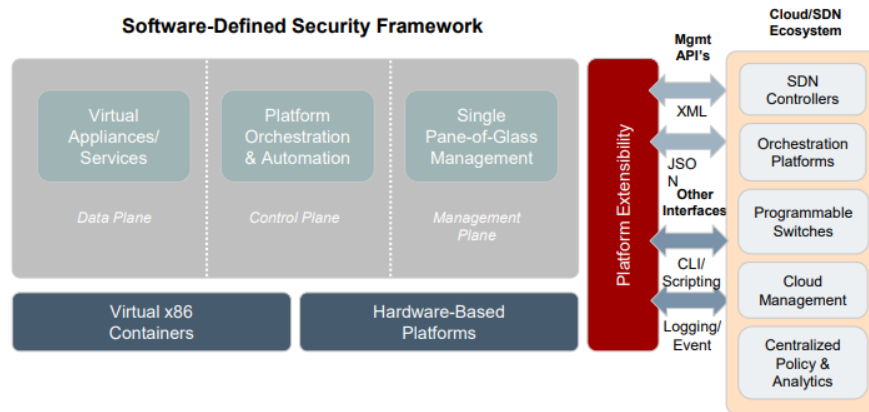 Software-Defined Security Framework
Virtual
Appliances/
Services
Platform
Orchestration
& Automation
Single
Pane-of-Glass
Management
Data Plane
Control Plane
Management
Plane
Virtual x86
Containers
Hardware-Based
Platforms
Platform Extensibility
Mgmt
API's
XML
JSO
N
Other
Interfaces
CLI/
Scripting
Logging/
Event
Cloud/SDN
Ecosystem
SDN
Controllers
Orchestration
Platforms
Programmable
Switches
Cloud
Management
Centralized
Policy &
Analytics